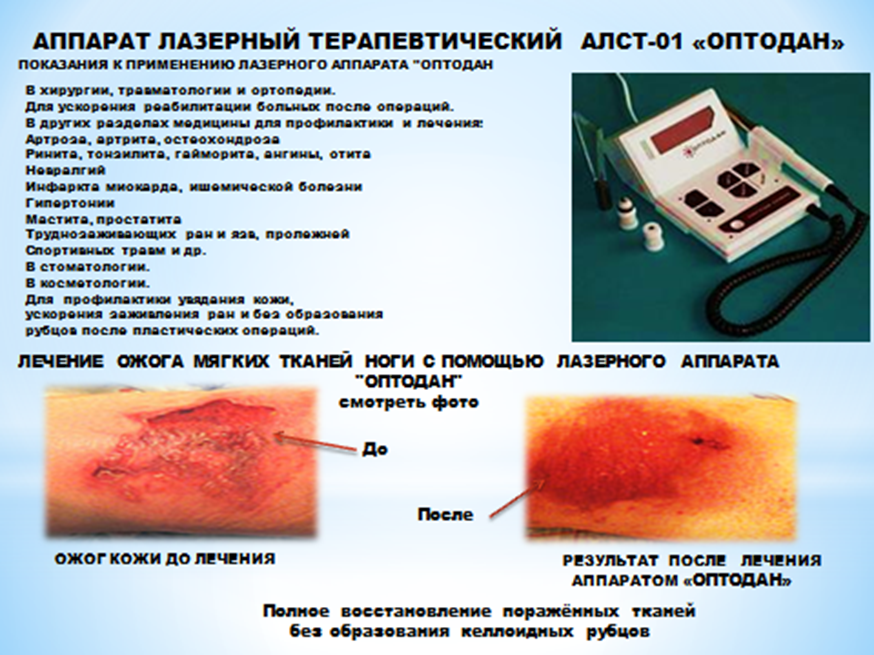 АППАРАТ ЛАЗЕРНЫЙ ТЕРАПЕВТИЧЕСКИЙ АЛСТ-01 «ОПТОДАН»
ПОКАЗАНИЯ К ПРИМЕНЕНИЮ ЛАЗЕРНОГО АППАРАТА "ОПТОДАН
В хирургии, травматологии и ортопедии.
Для ускорения реабилитации больных после операций.
В других разделах медицины для профилактики и лечения:
Артроза, артрита, остеохондроза
Ринита, тонзилита, гайморита, ангины, отита
Невралгий
Инфаркта миокарда, ишемической болезни
Гипертонии
Мастита, простатита
Труднозаживающих ран и язв, пролежней
Спортивных травм и др.
В стоматологии.
В косметологии.
Для профилактики увядания кожи,
ускорения заживления ран и без образования
рубцов после пластических операций.
ОПТОДАН
ЛЕЧЕНИЕ ОЖОГА МЯГКИХ ТКАНЕЙ НОГИ С ПОМОЩЬЮ ЛАЗЕРНОГО АППАРАТА
"ОПТОДАН"
смотреть фото
До
После
ОЖОГ КОЖИ ДО ЛЕЧЕНИЯ
РЕЗУЛЬТАТ ПОСЛЕ ЛЕЧЕНИЯ
АППАРАТОМ «ОПТОДАН»
Полное восстановление поражённых тканей
без образования келлоидных рубцов